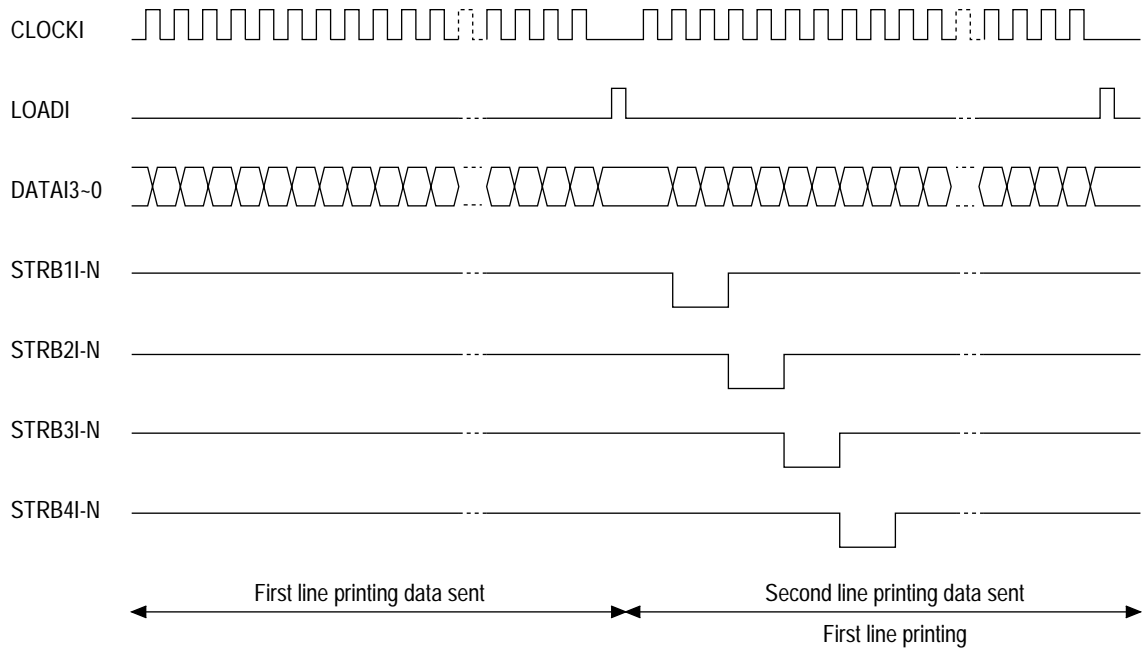 CLOCKI
LOADI
DATAI3~0
STRB1I-N
STRB2I-N
STRB3I-N
STRB4I-N
First line printing data sent
Second line printing data sent
First line printing